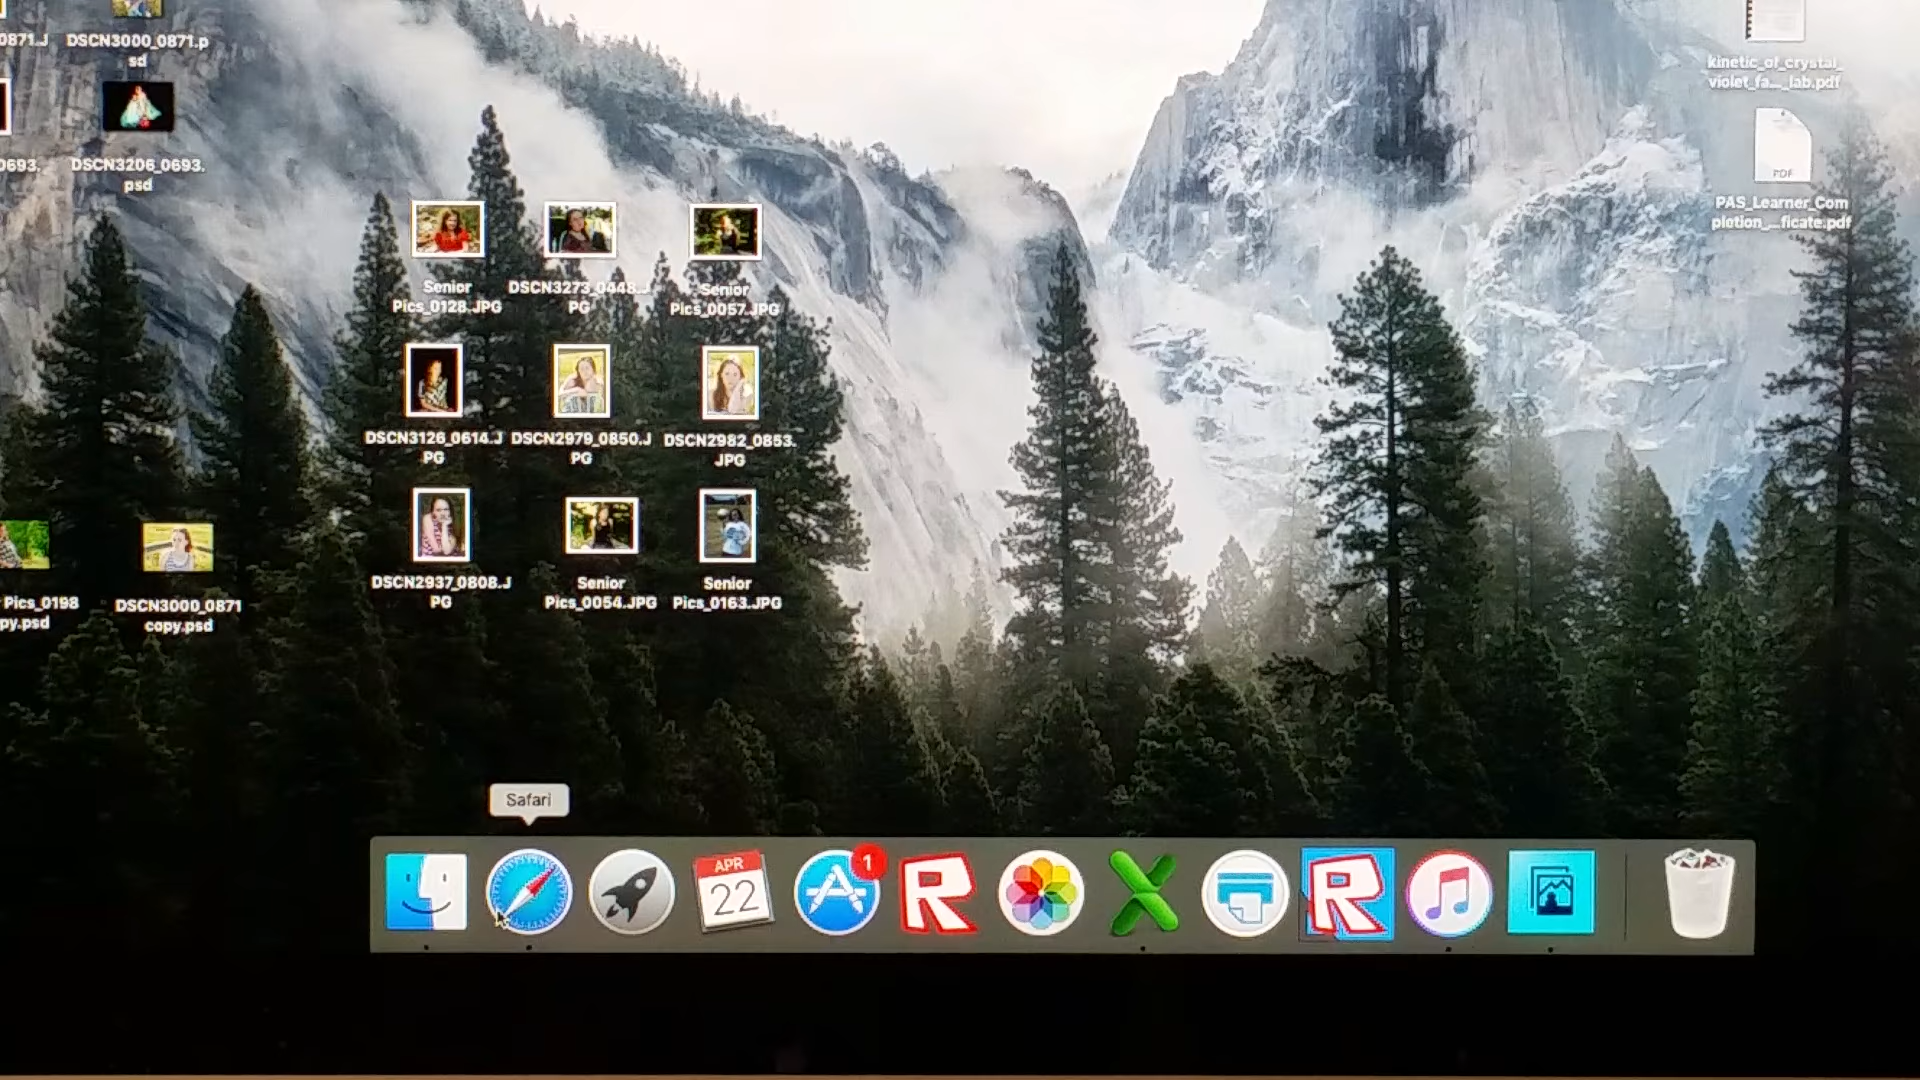 0871.J
DSCN3000_0871.p
sd
0693.
DSCN3206_0693.
psd
kinetic_of_crystal_
violet_fa..._lab.pdf
PDF
PAS_Learner_Com
pletion_...ficate.pdf
Senior
Pics_0128.JPG
DSCN3273_0448.J
PG
Senior
Pics_0057.JPG
DSCN3126_0614.J
PG
DSCN2979_0850.J
PG
DSCN2982_0853.
JPG
Pics_0198
py.psd
DSCN3000_0871
copy.psd
DSCN2937_0808.J
PG
Senior
Pics_0054.JPG
Senior
Pics_0163.JPG
Safari
APR
22
1
R
R